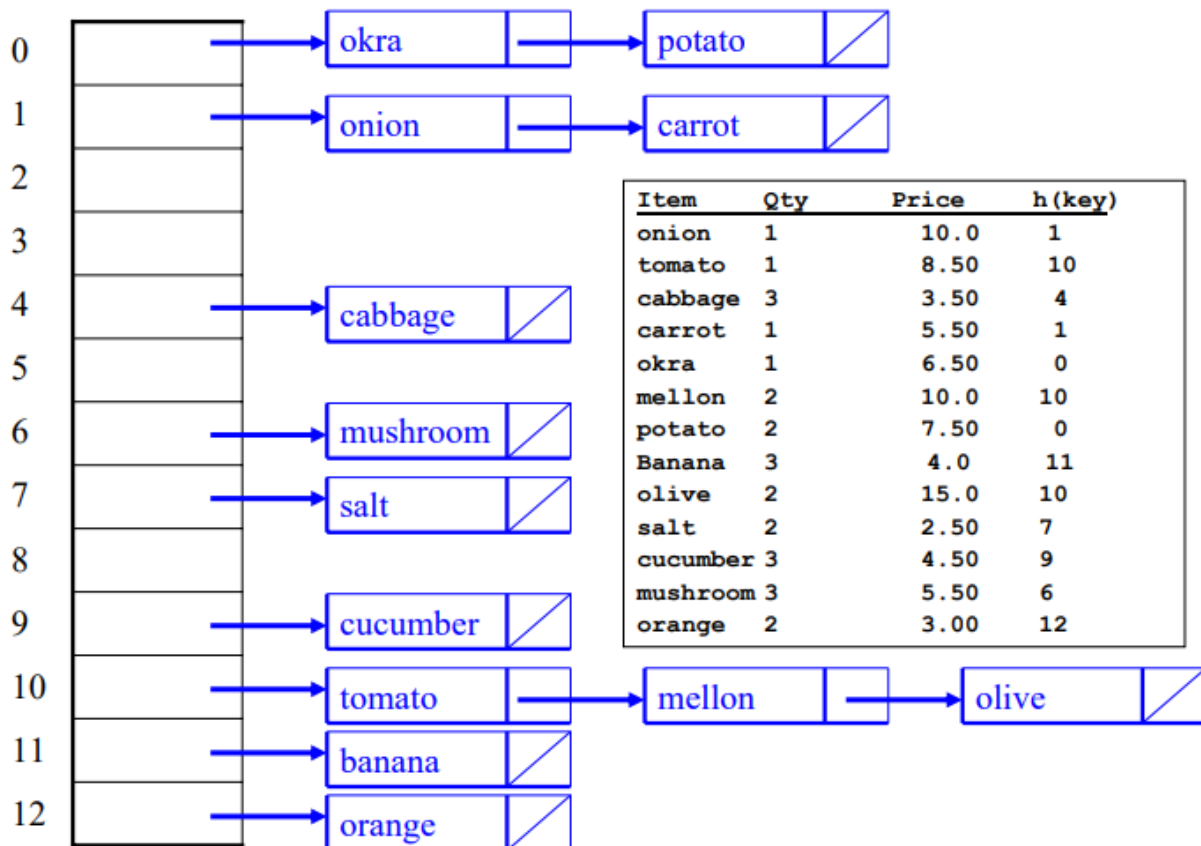 0 okra potato
1 onion carrot
2
3
Item Qty Price h(key)
onion 1 10.0 1
tomato 1 8.50 10
cabbage 3 3.50 4
carrot 1 5.50 1
okra 1 6.50 0
mellon 2 10.0 10
potato 2 7.50 0
Banana 3 4.0 11
olive 2 15.0 10
salt 2 2.50 7
cucumber 3 4.50 9
mushroom 3 5.50 6
orange 2 3.00 12
4 cabbage
5
6 mushroom
7 salt
8
9 cucumber
10 tomato mellon olive
11 banana
12 orange